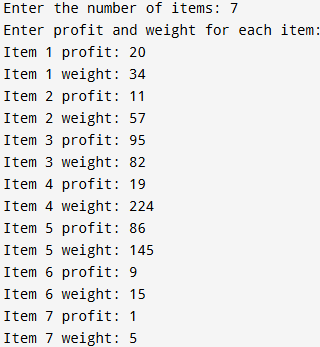 Enter the number of items: 7
Enter profit and weight for each item:
Item 1 profit: 20
Item 1 weight: 34
Item 2 profit: 11
Item 2 weight: 57
Item 3 profit: 95
Item 3 weight: 82
Item 4 profit: 19
Item 4 weight: 224
Item 5 profit: 86
Item 5 weight: 145
Item 6 profit: 9
Item 6 weight: 15
Item 7 profit: 1
Item 7 weight: 5